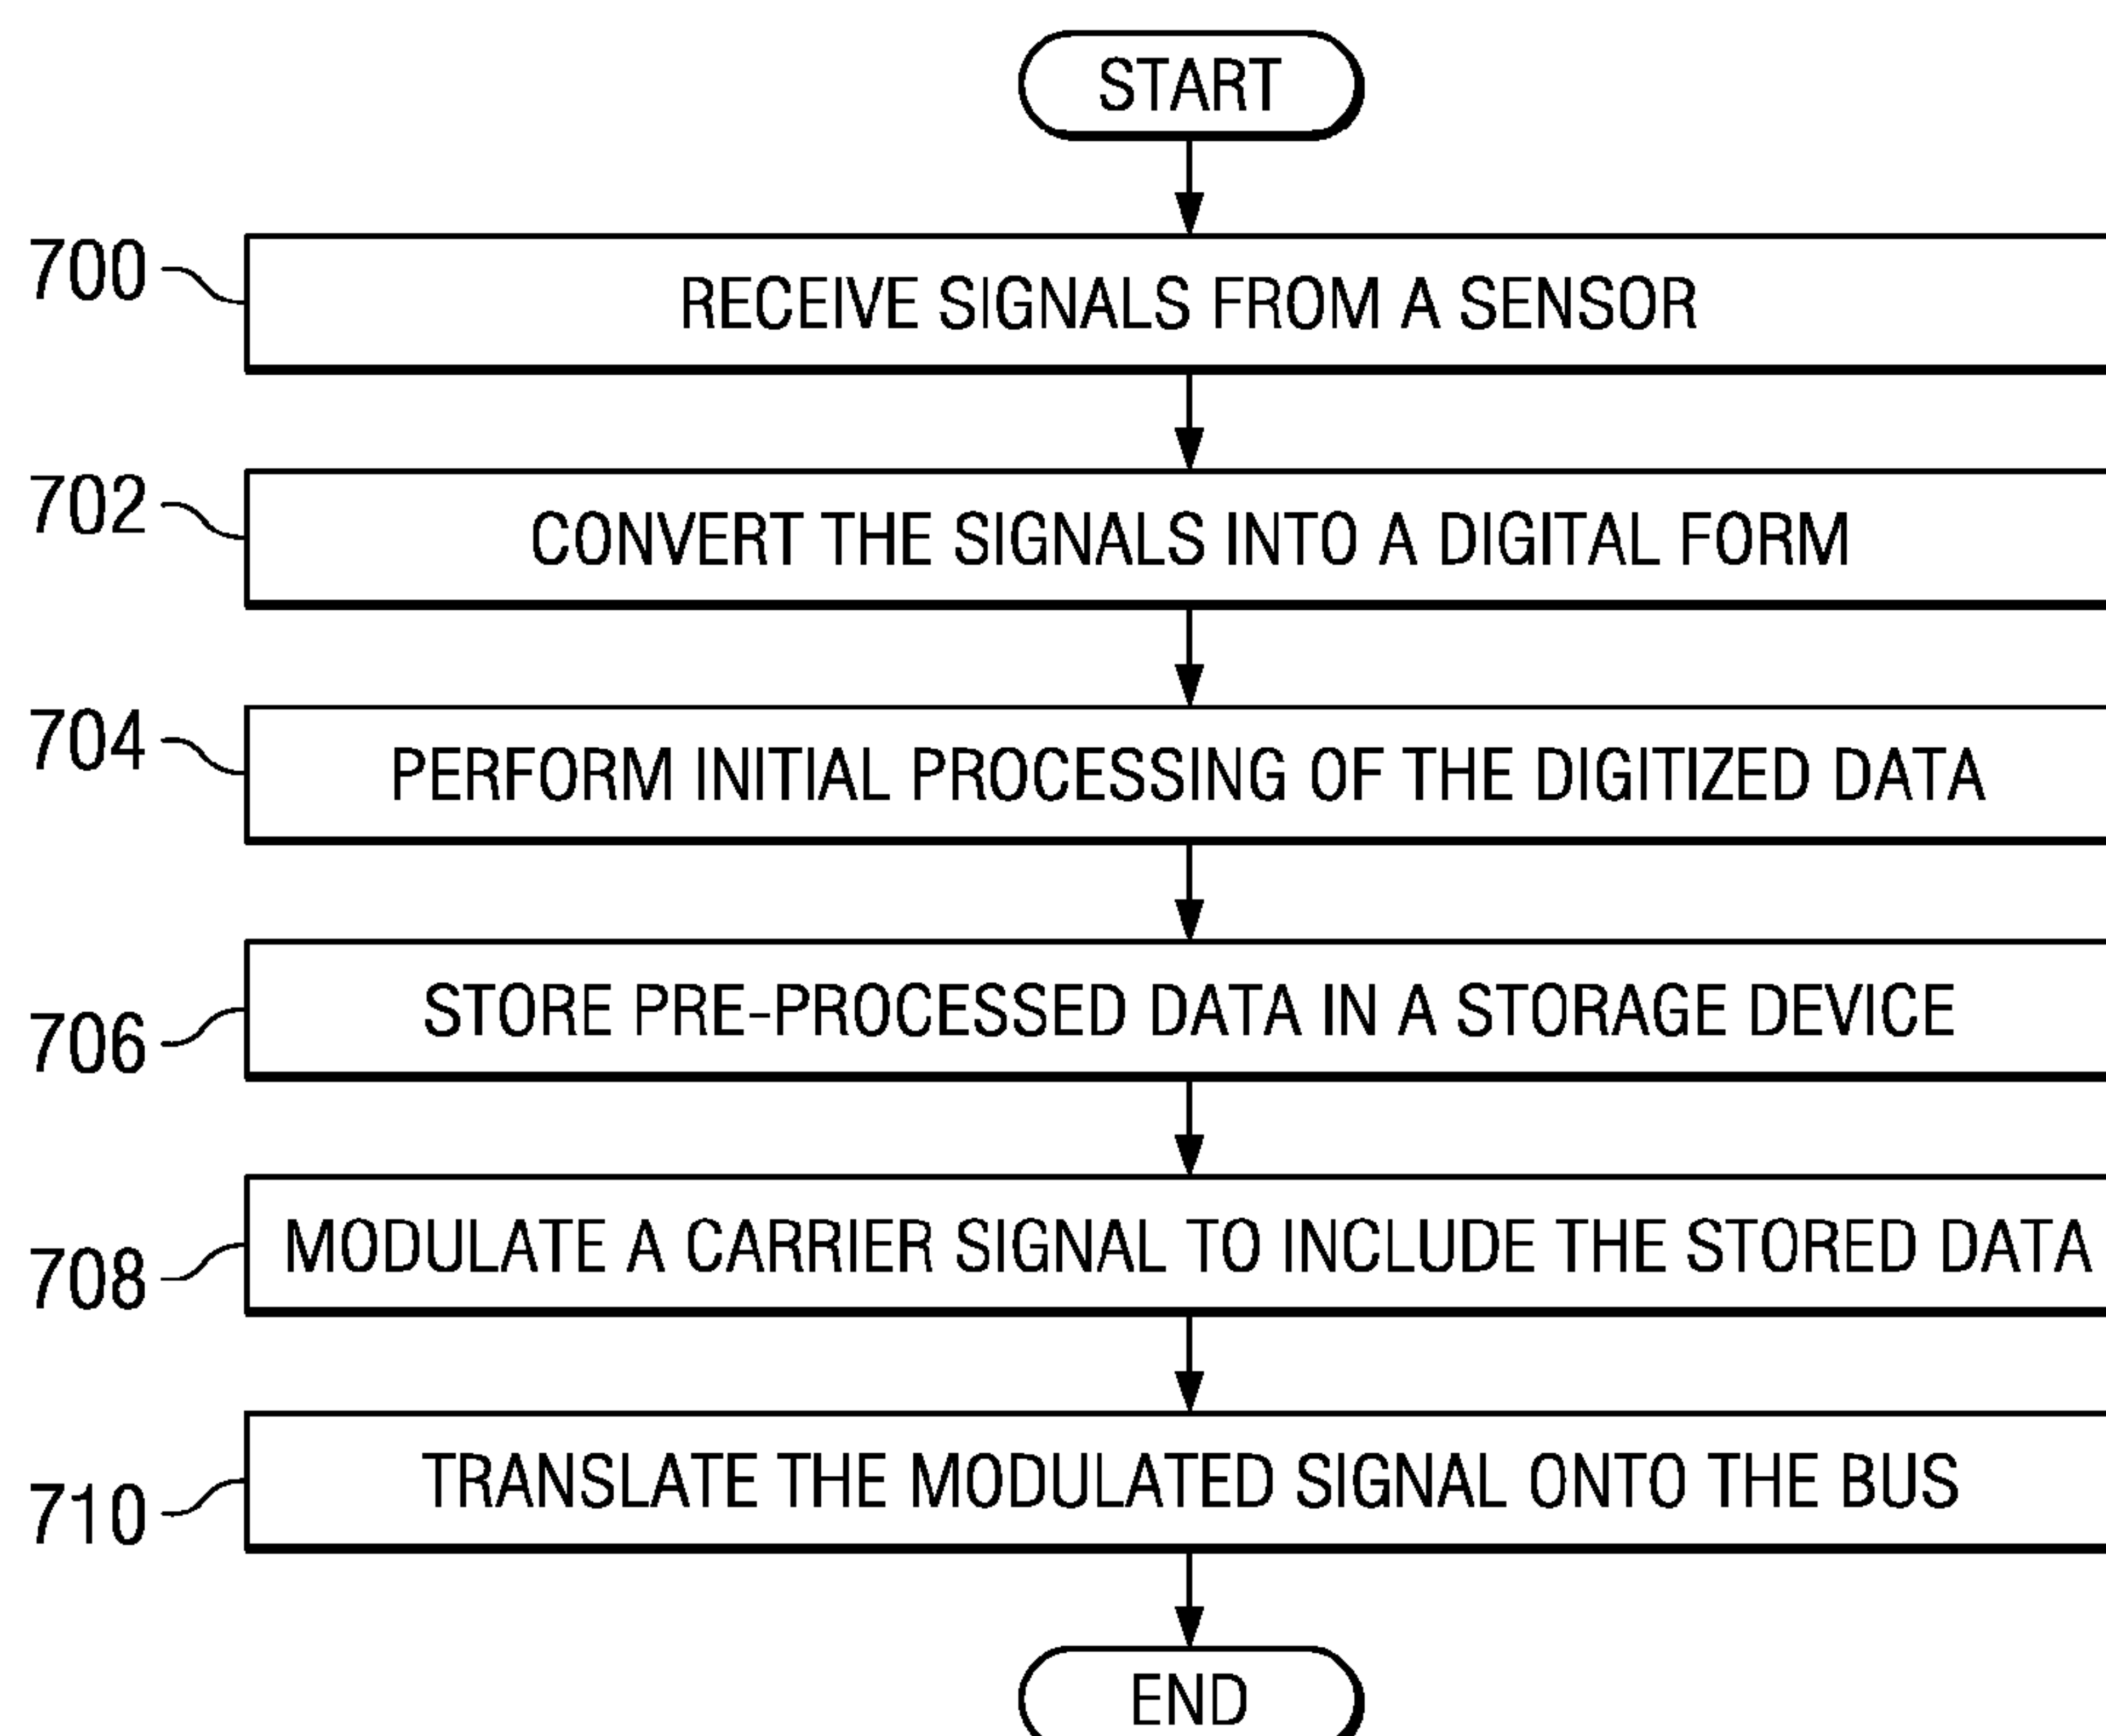 START
700
RECEIVE SIGNALS FROM A SENSOR
702
CONVERT THE SIGNALS INTO A DIGITAL FORM
704
PERFORM INITIAL PROCESSING OF THE DIGITIZED DATA
706
STORE PRE-PROCESSED DATA IN A STORAGE DEVICE
708
MODULATE A CARRIER SIGNAL TO INCLUDE THE STORED DATA
710
TRANSLATE THE MODULATED SIGNAL ONTO THE BUS
END